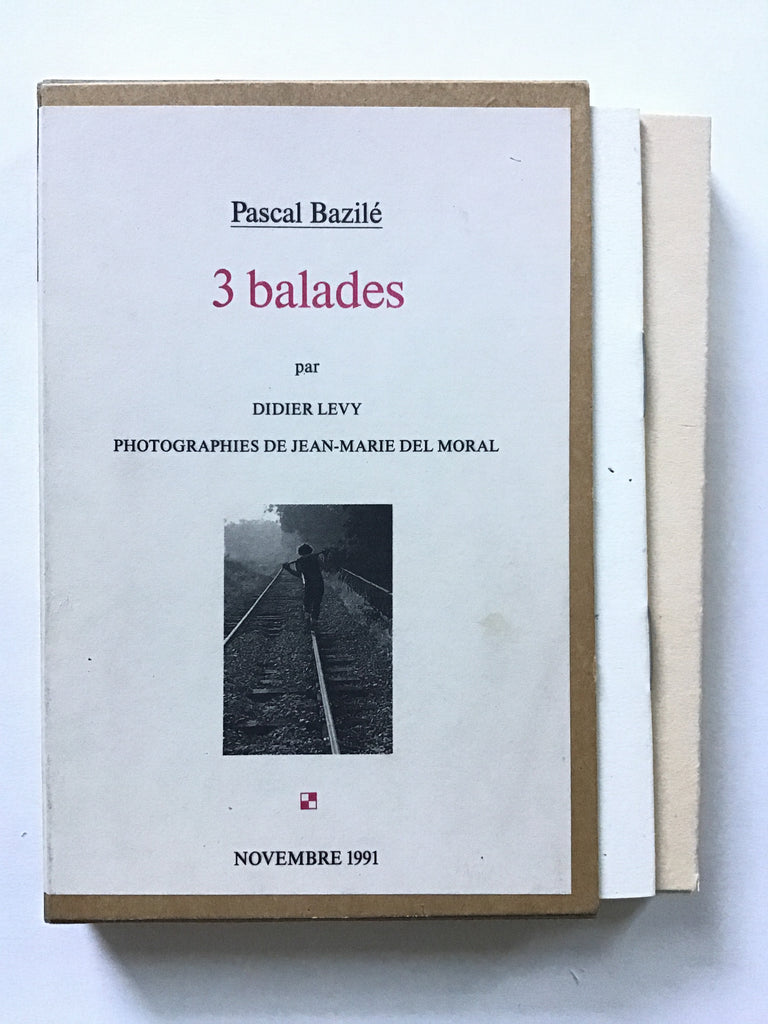 Pascal Bazilé
3 balades
par
DIDIER LEVY
PHOTOGRAPHIES DE JEAN-MARIE DEL MORAL
NOVEMBRE 1991